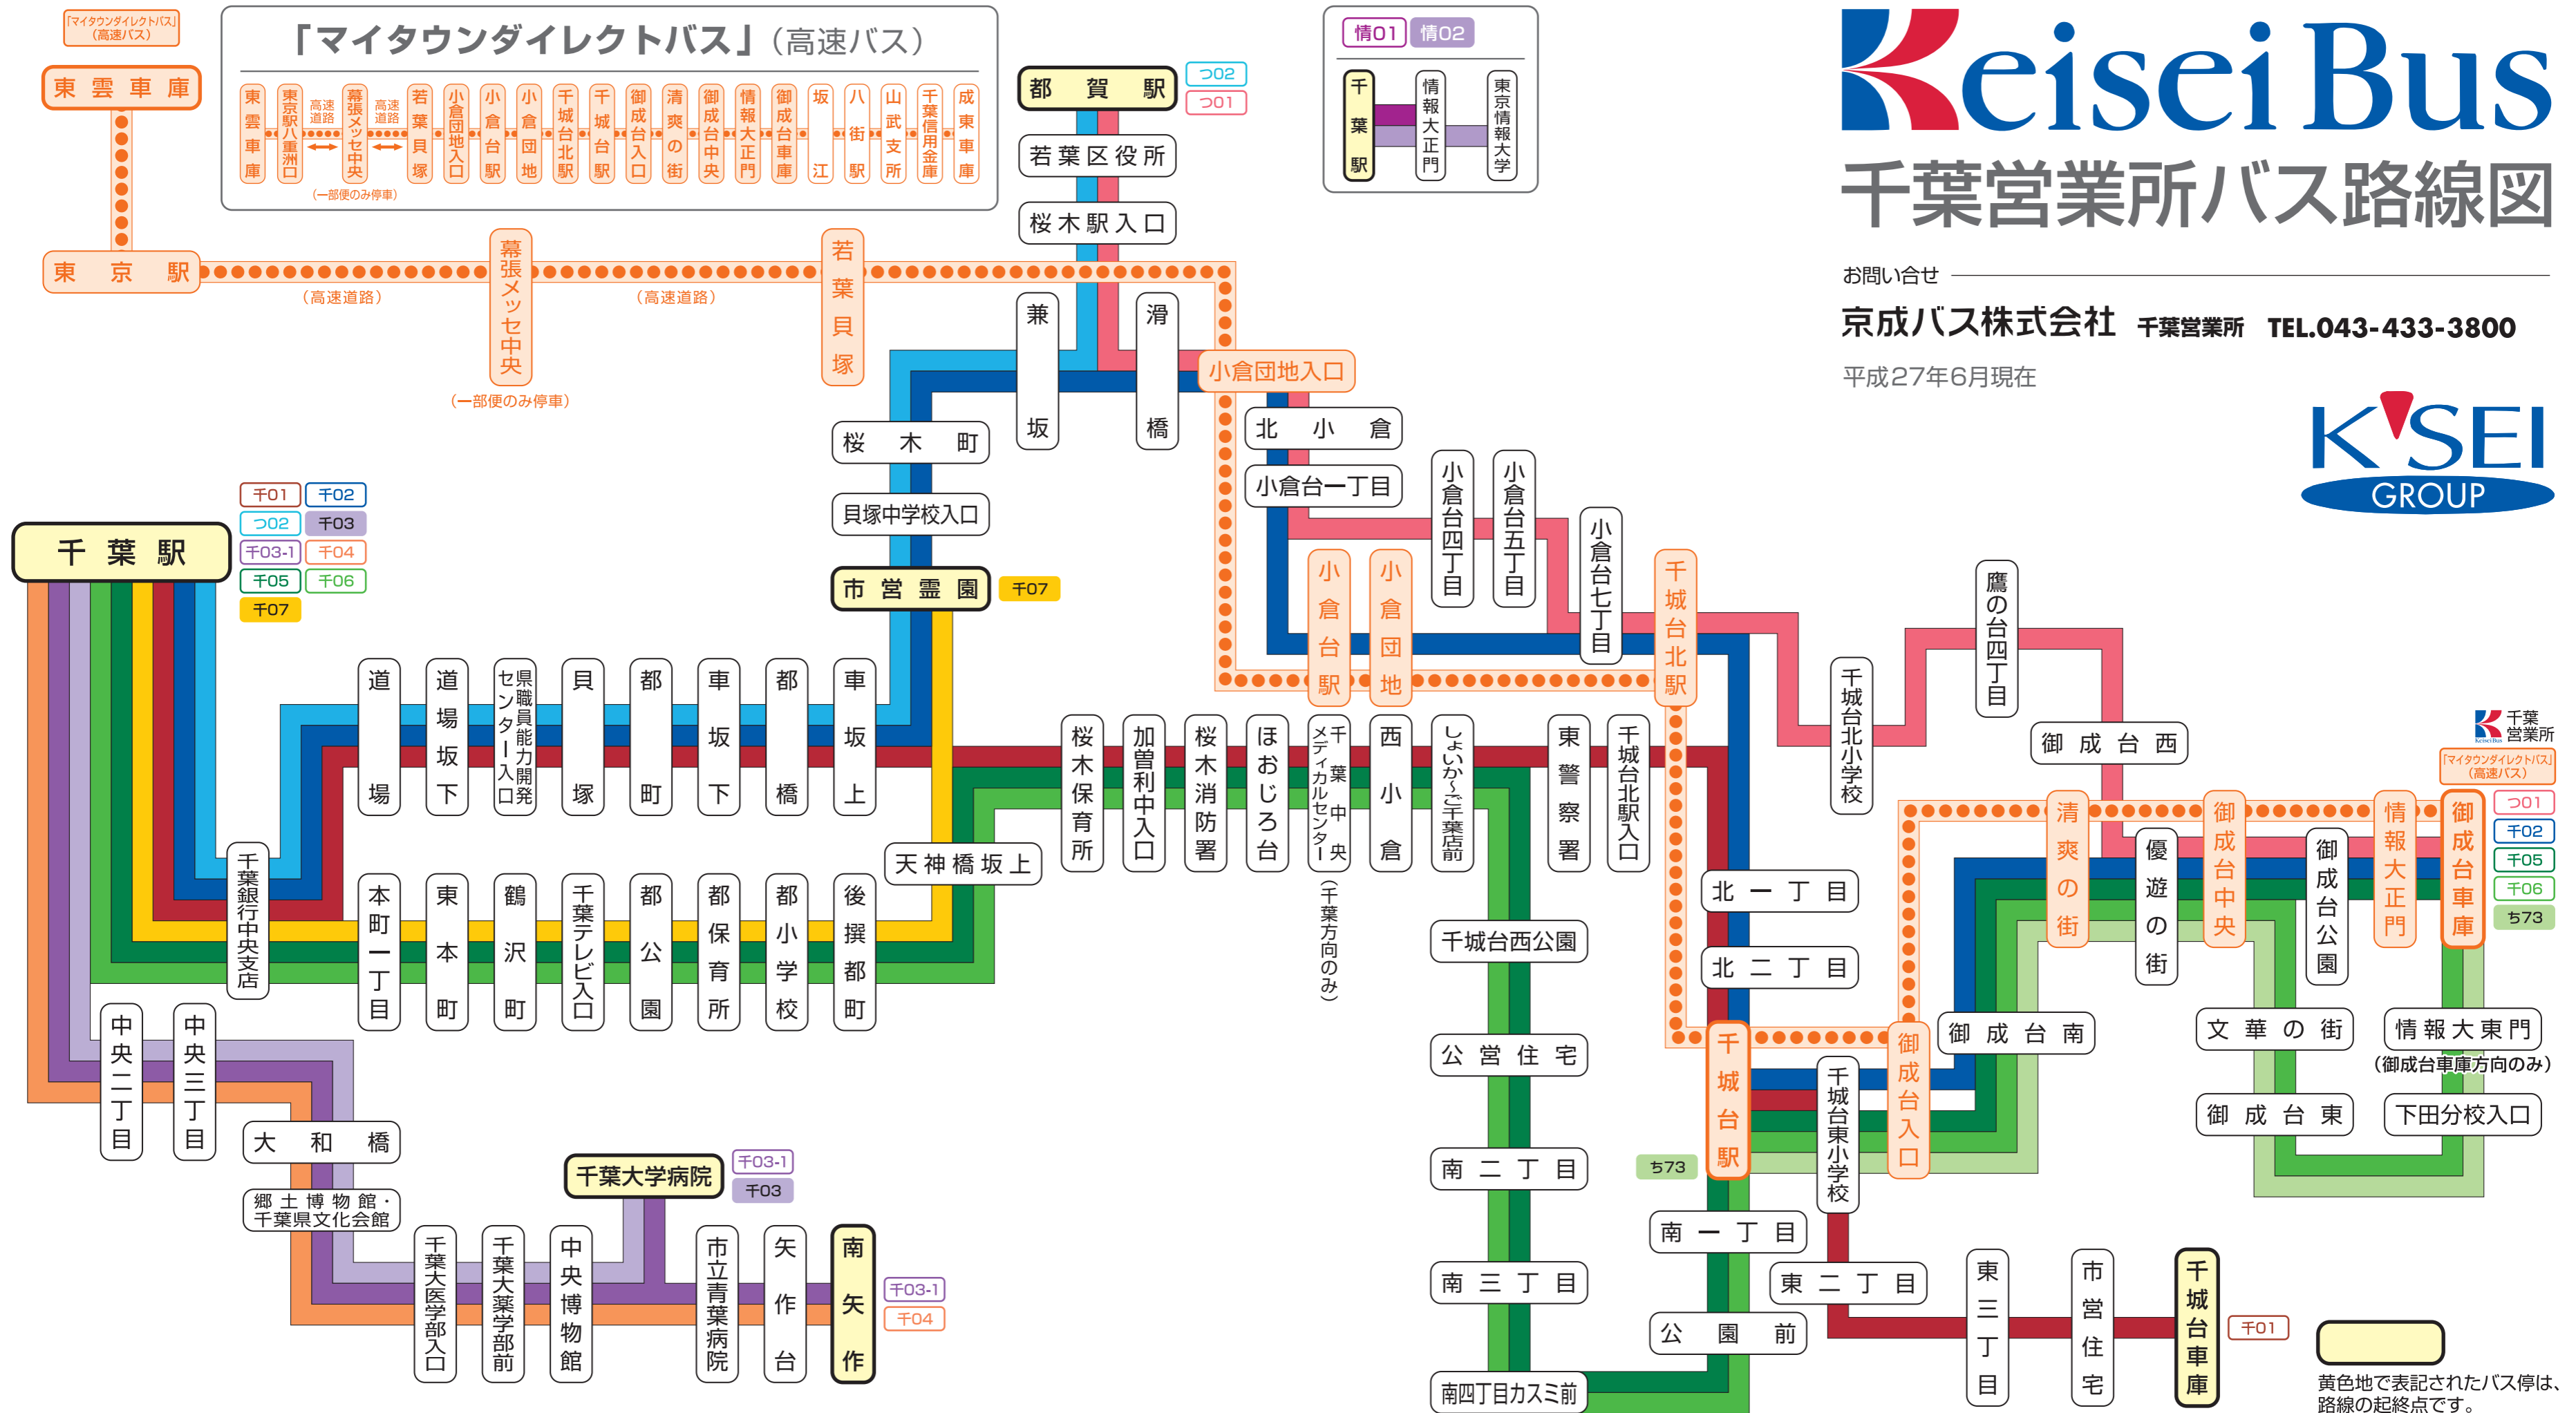 「マイタウンダイレクトバス」
(高速バス)
東雲車庫
東京駅
(高速道路)
幕張メッセ中央
(一部便のみ停車)
(高速道路)
若葉貝塚
「マイタウンダイレクトバス」(高速バス)
東雲車庫
東京駅八重洲口
高速道路
幕張メッセ中央
(一部便のみ停車)
高速道路
若葉貝塚
小倉団地入口
小倉台駅
小倉団地
千城台北駅
千城台駅
御成台入口
清爽の街
御成台中央
情報大正門
御成台車庫
坂江
八街駅
山武支所
千葉信用金庫
成東車庫
都賀駅
つ02
つ01
若葉区役所
桜木駅入口
情01 情02
千葉駅
情報大正門
東京情報大学
KeiseiBus
千葉営業所バス路線図
お問い合せ
京成バス株式会社 千葉営業所 TEL.043-433-3800
平成27年6月現在
K'SEI
GROUP
兼坂
滑橋
小倉団地入口
桜木町
貝塚中学校入口
市営霊園
千07
北小倉
小倉台一丁目
小倉台四丁目
小倉台五丁目
小倉台七丁目
小倉台駅
小倉団地
千城台北駅
千城台北小学校
鷹の台四丁目
御成台西
千葉駅
千01 千02
つ02 千03
千03-1 千04
千05 千06
千07
道場
道場坂下
県職員能力開発センター入口
貝塚
都町
車坂下
都橋
車坂上
千葉銀行中央支店
本町一丁目
東本町
鶴沢町
千葉テレビ入口
都公園
都保育所
都小学校
後撰都町
天神橋坂上
桜木保育所
加曽利中入口
桜木消防署
ほおじろ台
千葉中央メディカルセンター
(千葉方向のみ)
西小倉
しょいか〜ご千葉店前
東警察署
千城台北駅入口
千城台西公園
公営住宅
南二丁目
南三丁目
南四丁目カスミ前
北一丁目
北二丁目
千城台駅
ち73
南一丁目
公園前
千城台東小学校
御成台入口
御成台南
清爽の街
優遊の街
御成台中央
御成台公園
情報大正門
KeiseiBus
千葉
営業所
「マイタウンダイレクトバス」
(高速バス)
御成台車庫
つ01
千02
千05
千06
ち73
文華の街
御成台東
情報大東門
(御成台車庫方向のみ)
下田分校入口
東二丁目
東三丁目
市営住宅
千城台車庫
千01
中央二丁目
中央三丁目
大和橋
郷土博物館・
千葉県文化会館
千葉大医学部入口
千葉大薬学部前
中央博物館
千葉大学病院
千03-1
千03
市立青葉病院
矢作台
南矢作
千03-1
千04
黄色地で表記されたバス停は、
路線の起終点です。